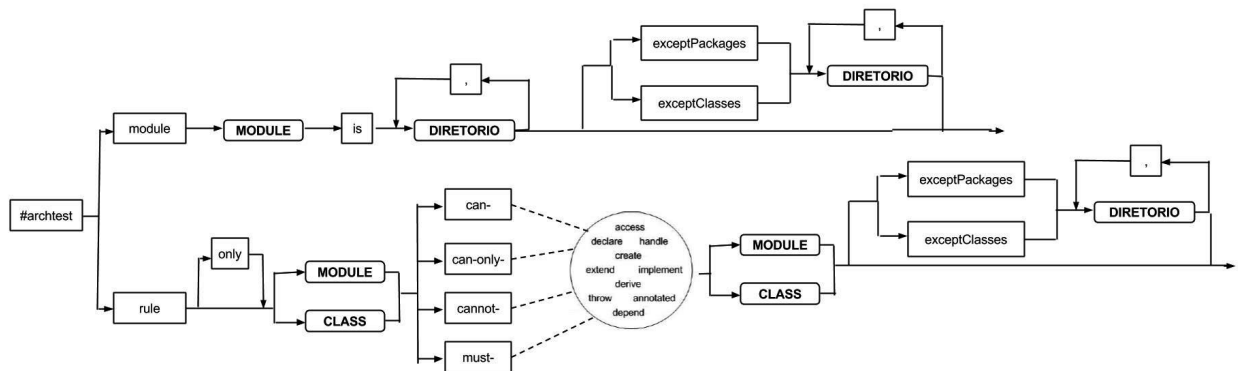 #archtest
module
MODULE
is
,
DIRETORIO
exceptPackages
exceptClasses
,
DIRETORIO
rule
only
MODULE
CLASS
can-
can-only-
cannot-
must-
access
declare handle
create
extend implement
derive
throw annotated
depend
MODULE
CLASS
exceptPackages
exceptClasses
,
DIRETORIO